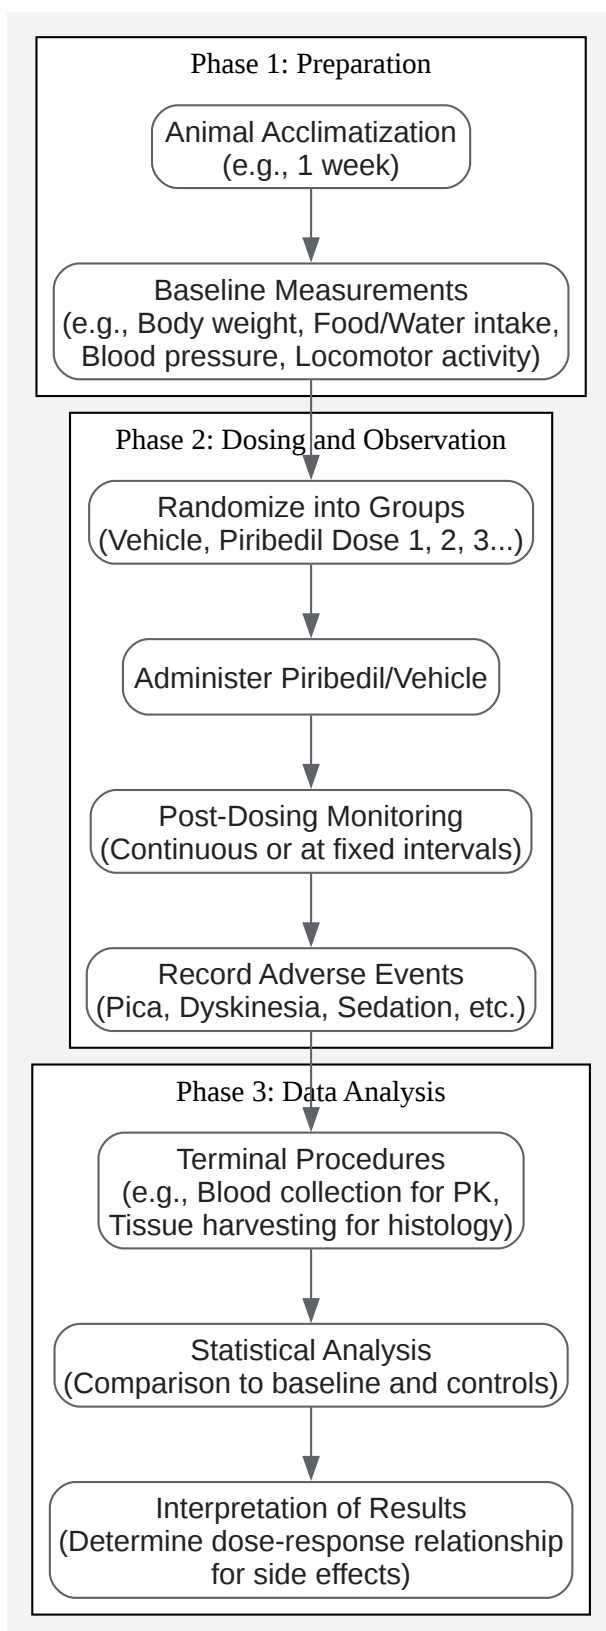 Phase 1: Preparation
Animal Acclimatization
(e.g., 1 week)
Baseline Measurements
(e.g., Body weight, Food/Water intake,
Blood pressure, Locomotor activity)
Phase 2: Dosing and Observation
Randomize into Groups
(Vehicle, Piribedil Dose 1, 2, 3...)
Administer Piribedil/Vehicle
Post-Dosing Monitoring
(Continuous or at fixed intervals)
Record Adverse Events
(Pica, Dyskinesia, Sedation, etc.)
Phase 3: Data Analysis
Terminal Procedures
(e.g., Blood collection for PK,
Tissue harvesting for histology)
Statistical Analysis
(Comparison to baseline and controls)
Interpretation of Results
(Determine dose-response relationship
for side effects)